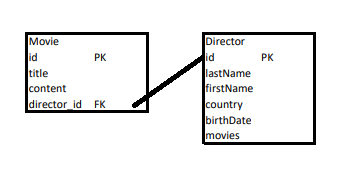 Movie
id PK
title
content
director_id FK
Director
id PK
lastName
firstName
country
birthDate
movies